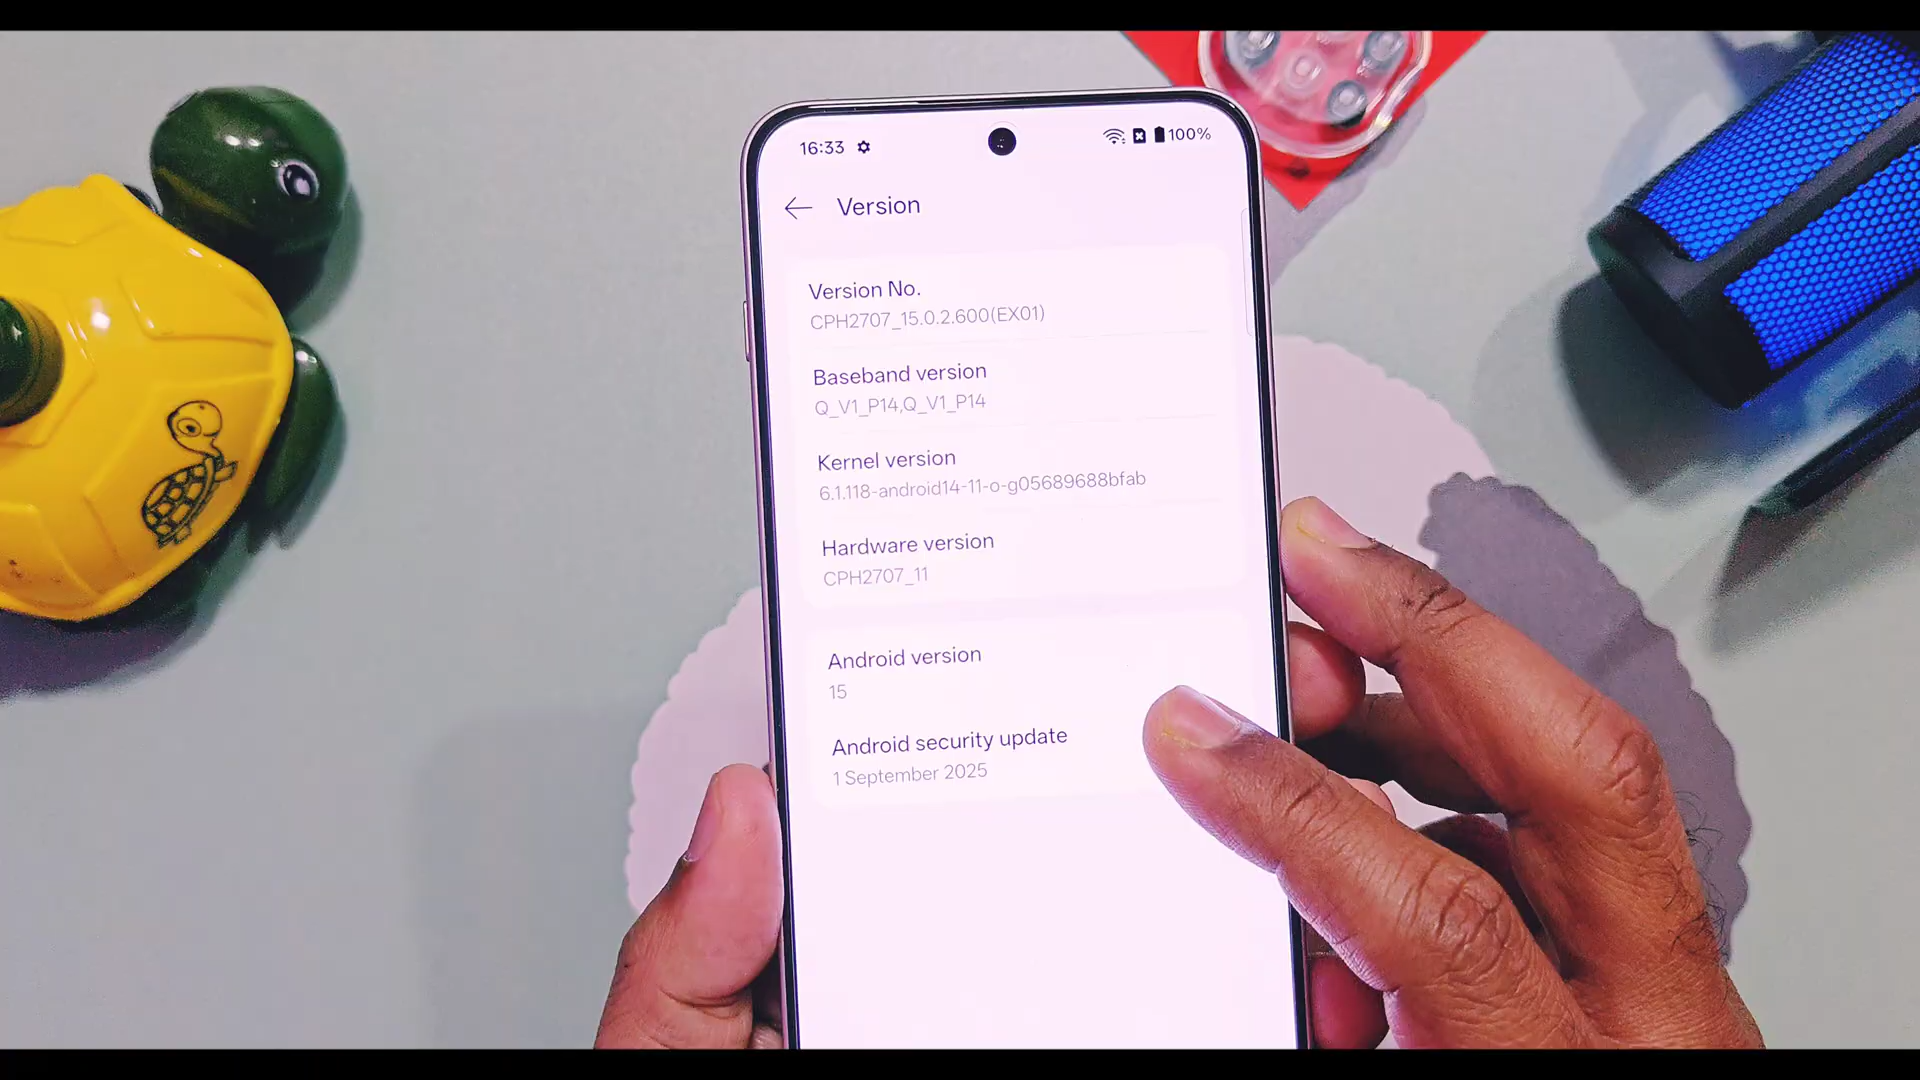 16:33
100%
Version
Version No.
CPH2707_15.0.2.600(EX01)
Baseband version
Q_V1_P14,Q_V1_P14
Kernel version
6.1.118-android14-11-o-g05689688bfab
Hardware version
CPH2707_11
Android version
15
Android security update
1 September 2025